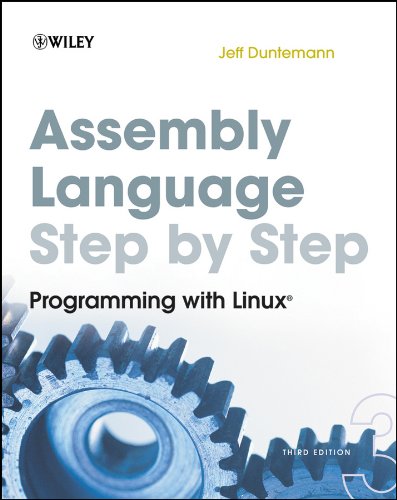 WILEY
Jeff Duntemann
Assembly
Language
Step by Step
Programming with Linux®
THIRD EDITION
3